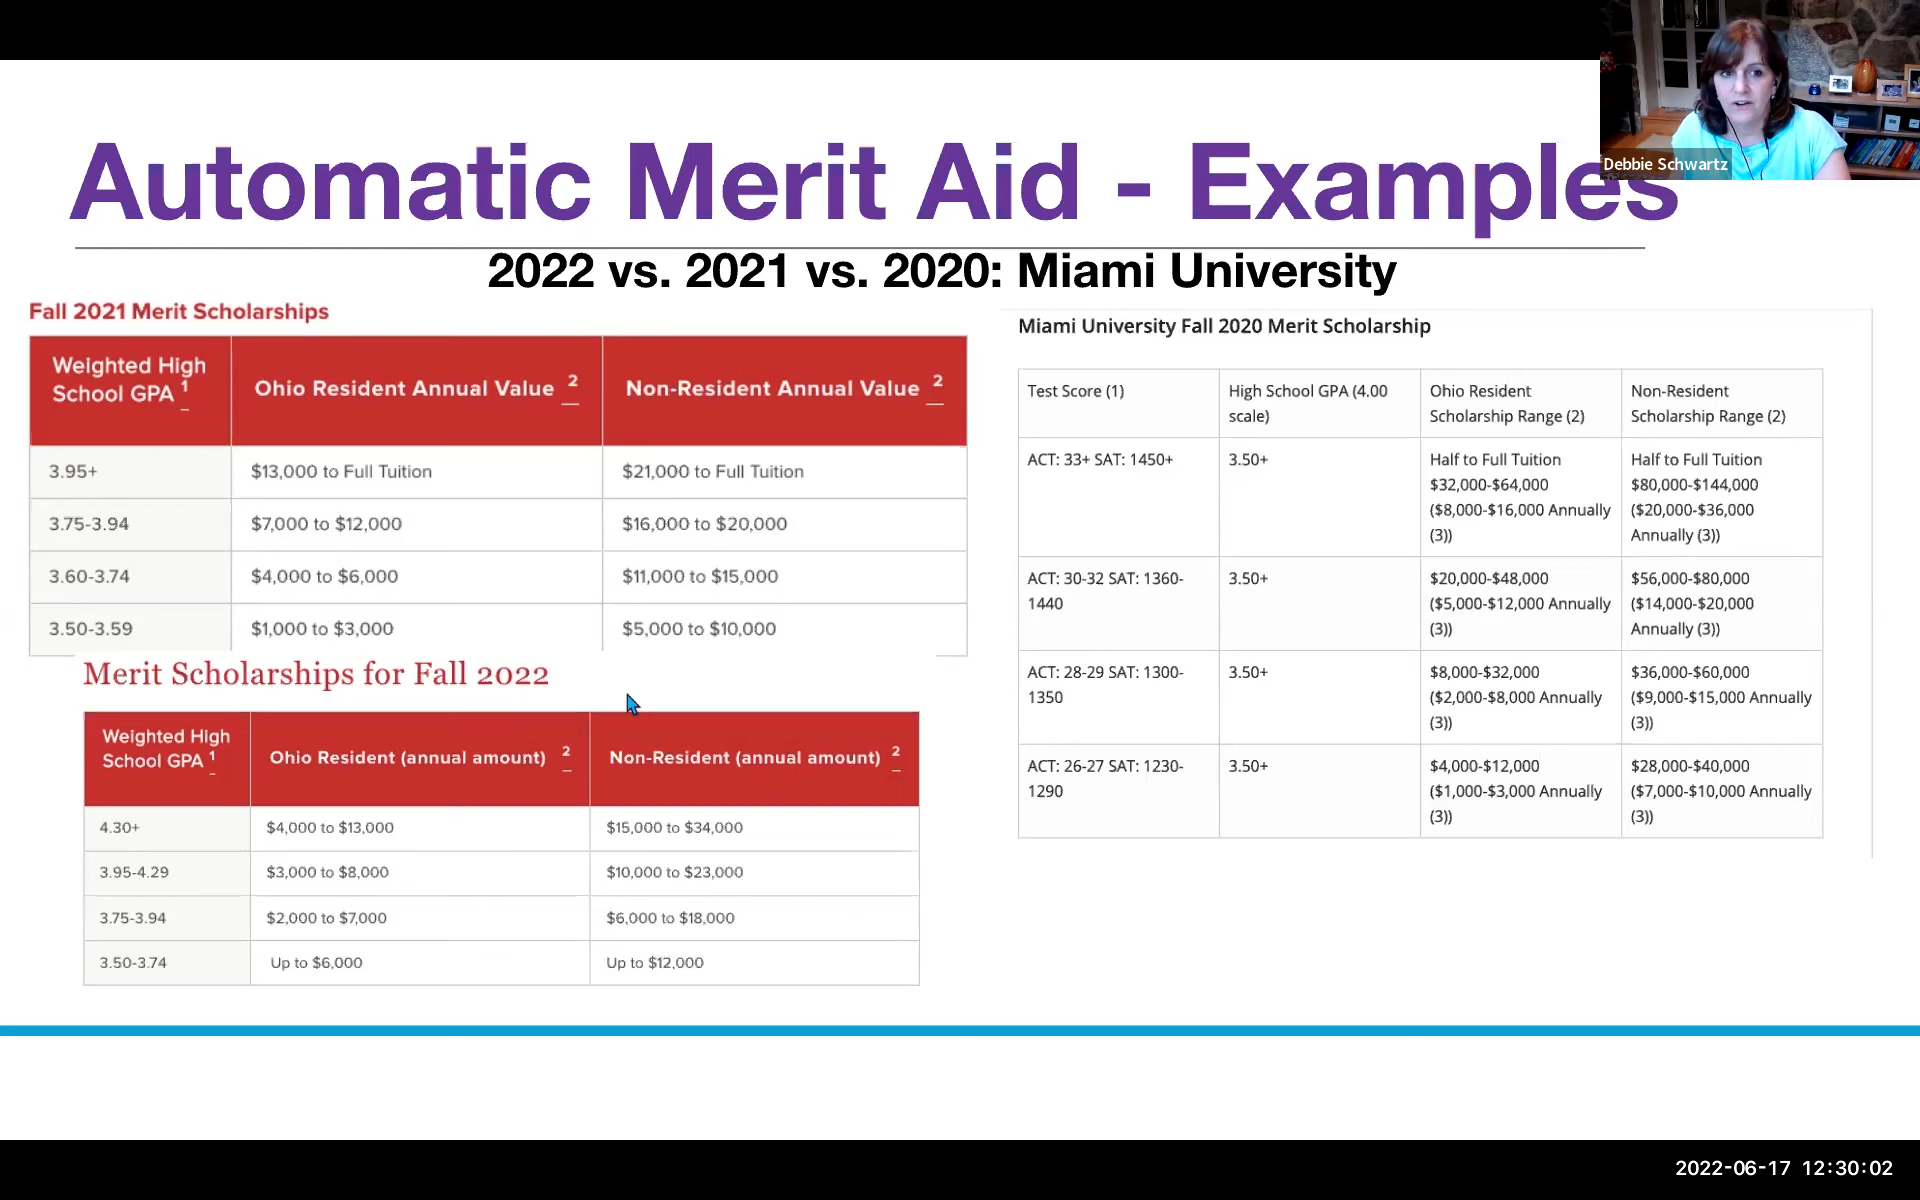 Debbie Schwartz
Automatic Merit Aid - Examples
2022 vs. 2021 vs. 2020: Miami University
Fall 2021 Merit Scholarships
Weighted High
School GPA 1
Ohio Resident Annual Value 2
Non-Resident Annual Value 2
3.95+
$13,000 to Full Tuition
$21,000 to Full Tuition
3.75-3.94
$7,000 to $12,000
$16,000 to $20,000
3.60-3.74
$4,000 to $6,000
$11,000 to $15,000
3.50-3.59
$1,000 to $3,000
$5,000 to $10,000
Merit Scholarships for Fall 2022
Weighted High
School GPA 1
Ohio Resident (annual amount) 2
Non-Resident (annual amount) 2
4.30+
$4,000 to $13,000
$15,000 to $34,000
3.95-4.29
$3,000 to $8,000
$10,000 to $23,000
3.75-3.94
$2,000 to $7,000
$6,000 to $18,000
3.50-3.74
Up to $6,000
Up to $12,000
Miami University Fall 2020 Merit Scholarship
Test Score (1)
High School GPA (4.00
scale)
Ohio Resident
Scholarship Range (2)
Non-Resident
Scholarship Range (2)
ACT: 33+ SAT: 1450+
3.50+
Half to Full Tuition
$32,000-$64,000
($8,000-$16,000 Annually
(3))
Half to Full Tuition
$80,000-$144,000
($20,000-$36,000
Annually (3))
ACT: 30-32 SAT: 1360-
1440
3.50+
$20,000-$48,000
($5,000-$12,000 Annually
(3))
$56,000-$80,000
($14,000-$20,000
Annually (3))
ACT: 28-29 SAT: 1300-
1350
3.50+
$8,000-$32,000
($2,000-$8,000 Annually
(3))
$36,000-$60,000
($9,000-$15,000 Annually
(3))
ACT: 26-27 SAT: 1230-
1290
3.50+
$4,000-$12,000
($1,000-$3,000 Annually
(3))
$28,000-$40,000
($7,000-$10,000 Annually
(3))
2022-06-17 12:30:02